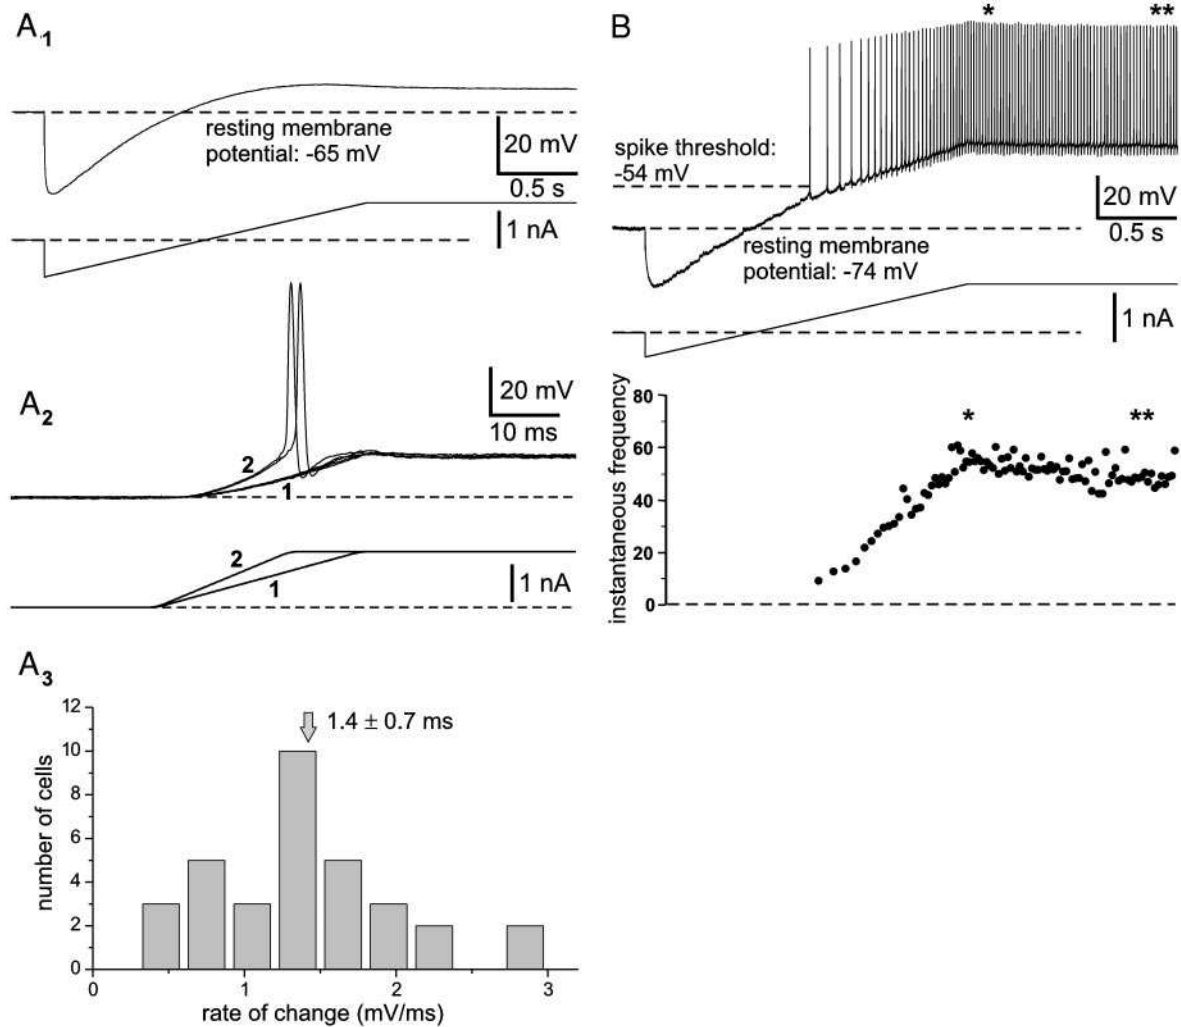 A1
resting membrane
potential: -65 mV
20 mV
0.5 s
1 nA
A2
20 mV
10 ms
2
1
2
1
1 nA
A3
12
10
8
6
4
2
0
number of cells
1.4 ± 0.7 ms
0
1
2
3
rate of change (mV/ms)
B
*
**
spike threshold:
-54 mV
20 mV
0.5 s
resting membrane
potential: -74 mV
1 nA
instantaneous frequency
80
60
40
20
0
*
**